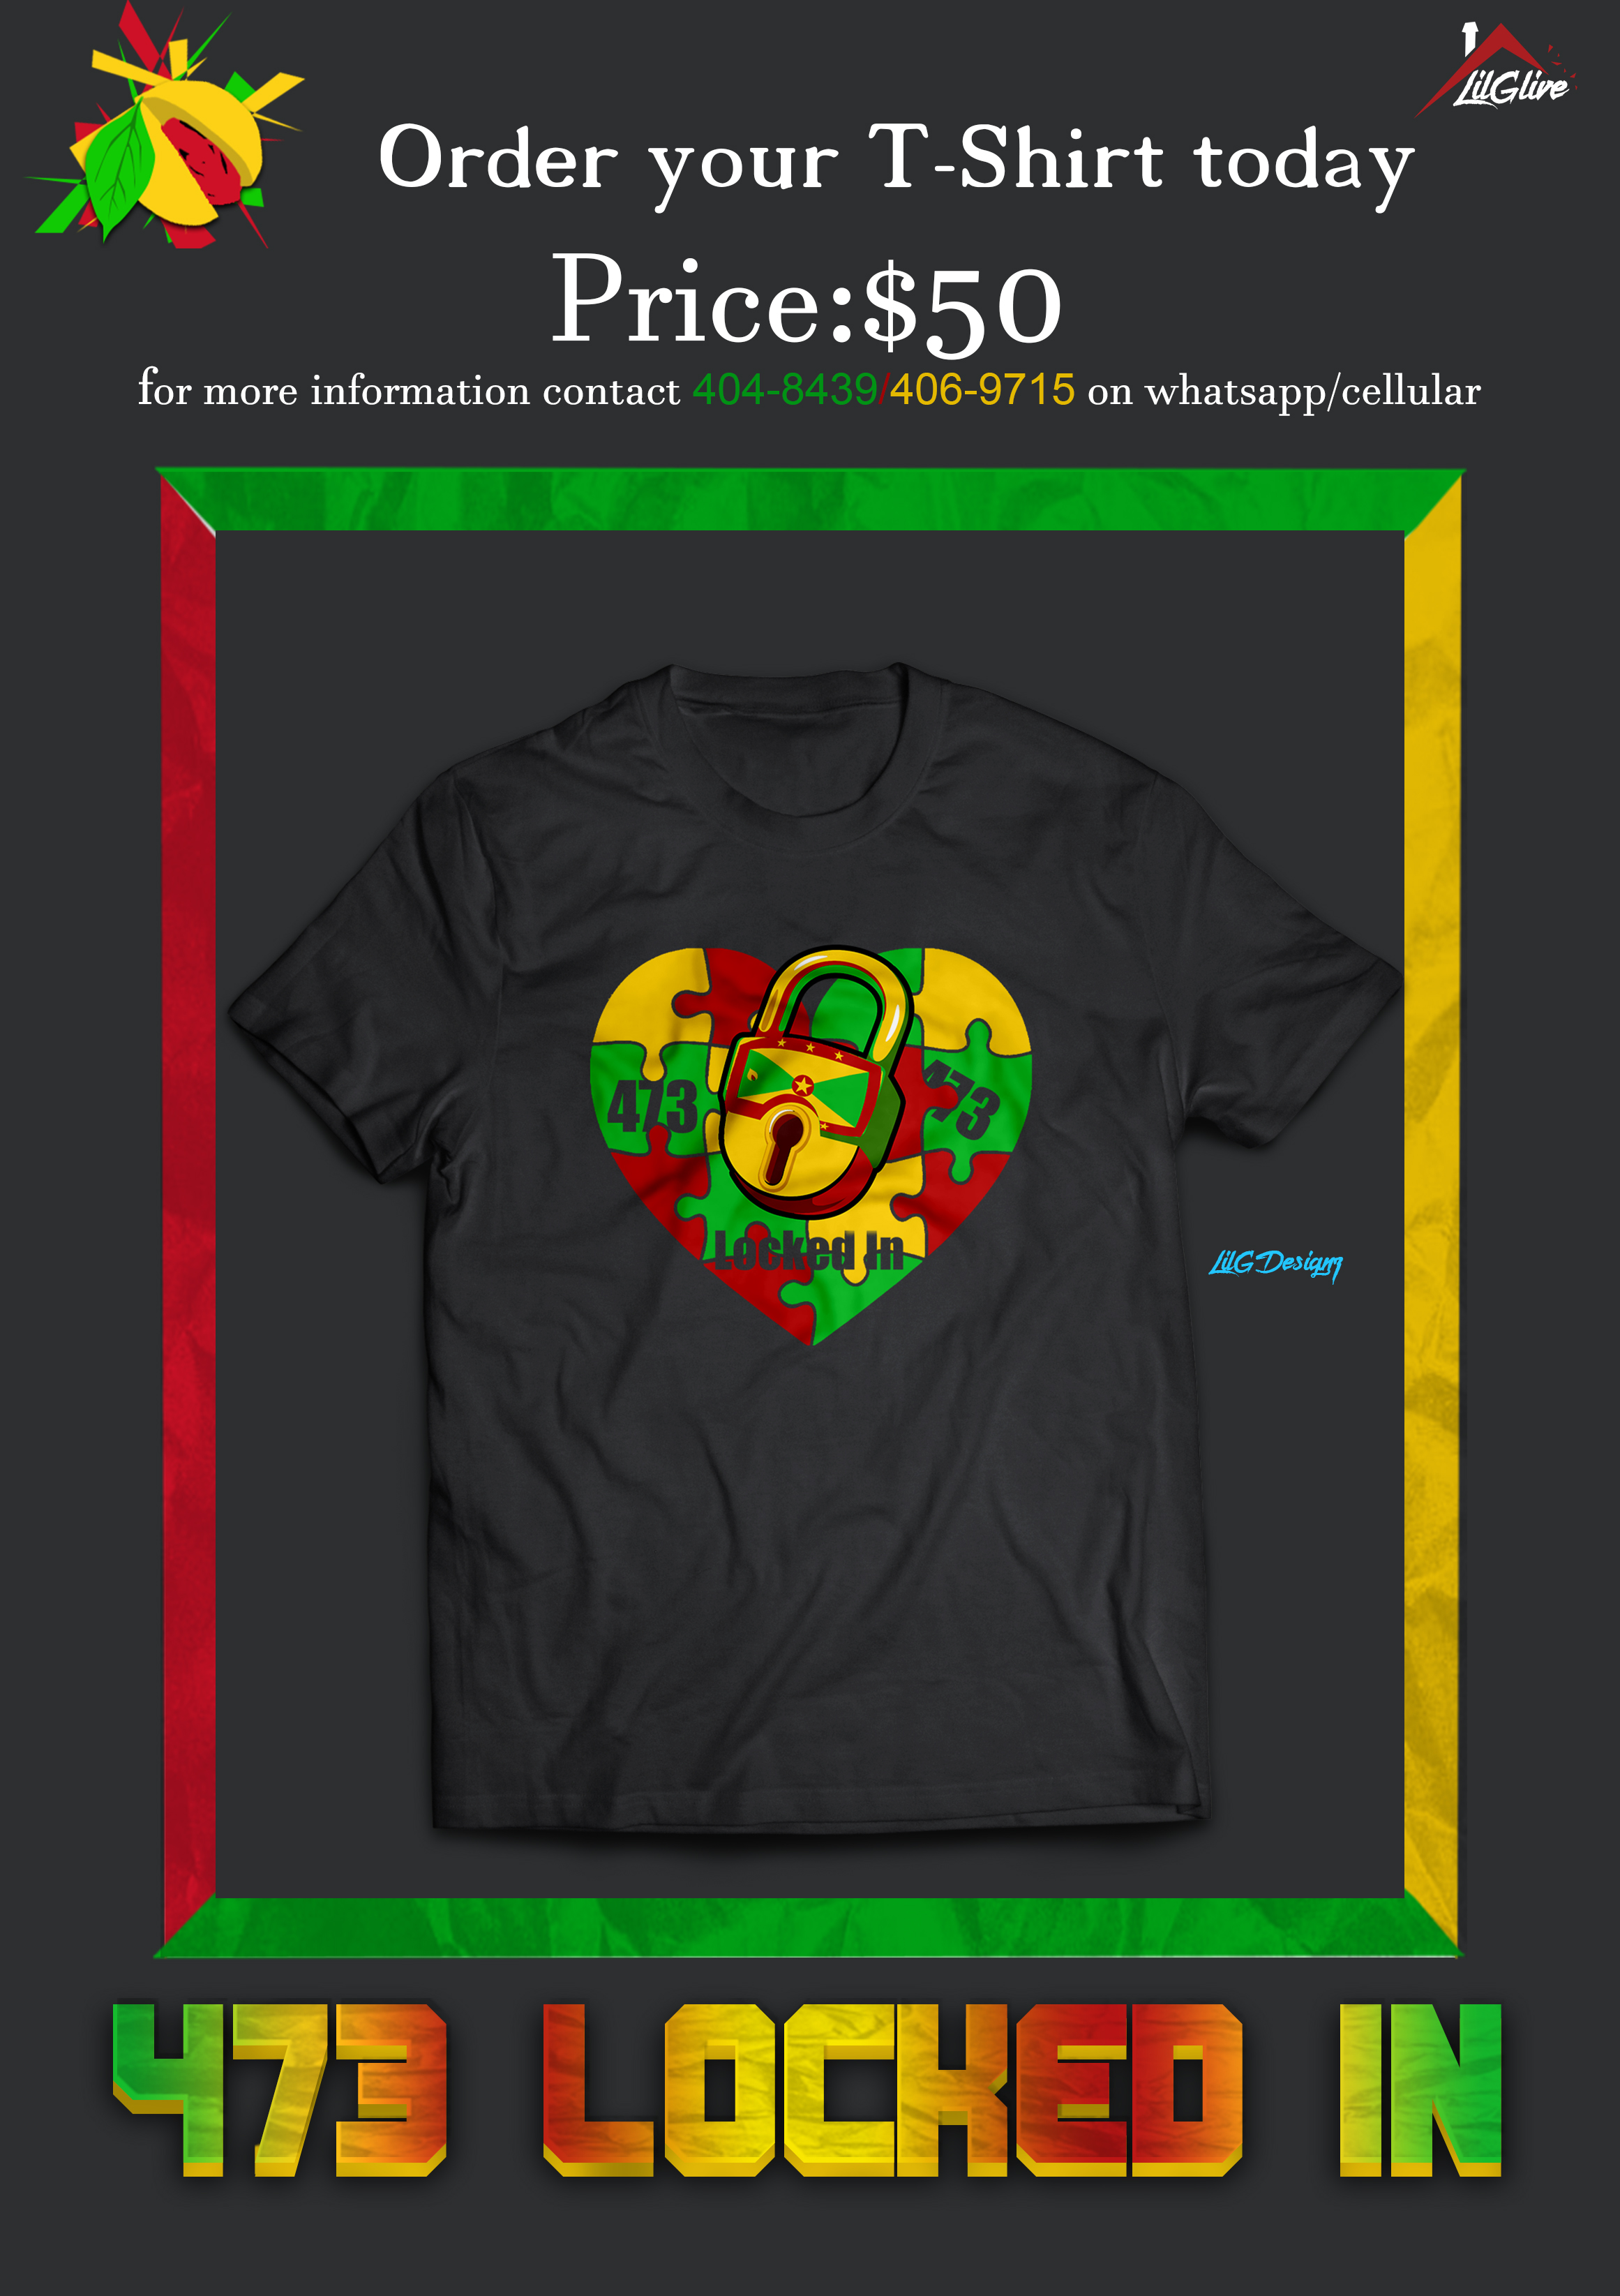 LilGlive
Order your T-Shirt today
Price:$50
for more information contact 404-8439/406-9715 on whatsapp/cellular
473
473
Locked In
LilG Designz
473 LOCKED IN